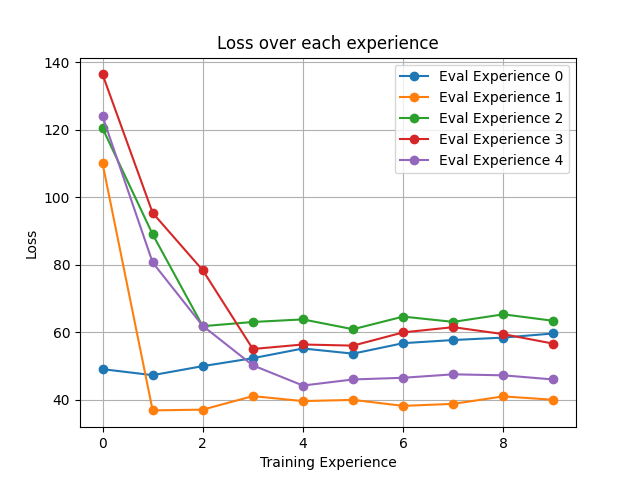 Loss over each experience
140
120
100
80
60
40
Loss
0
2
4
6
8
Training Experience
Eval Experience 0
Eval Experience 1
Eval Experience 2
Eval Experience 3
Eval Experience 4